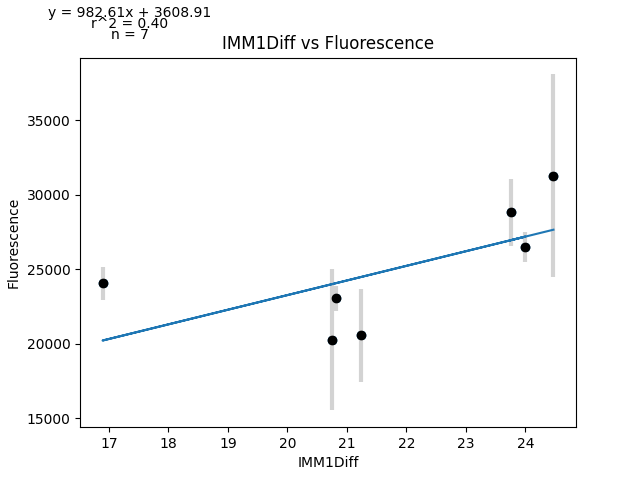 y = 982.61x + 3608.91
r^2 = 0.40
n = 7
IMM1Diff vs Fluorescence
35000
30000
25000
20000
15000
Fluorescence
17 18 19 20 21 22 23 24
IMM1Diff